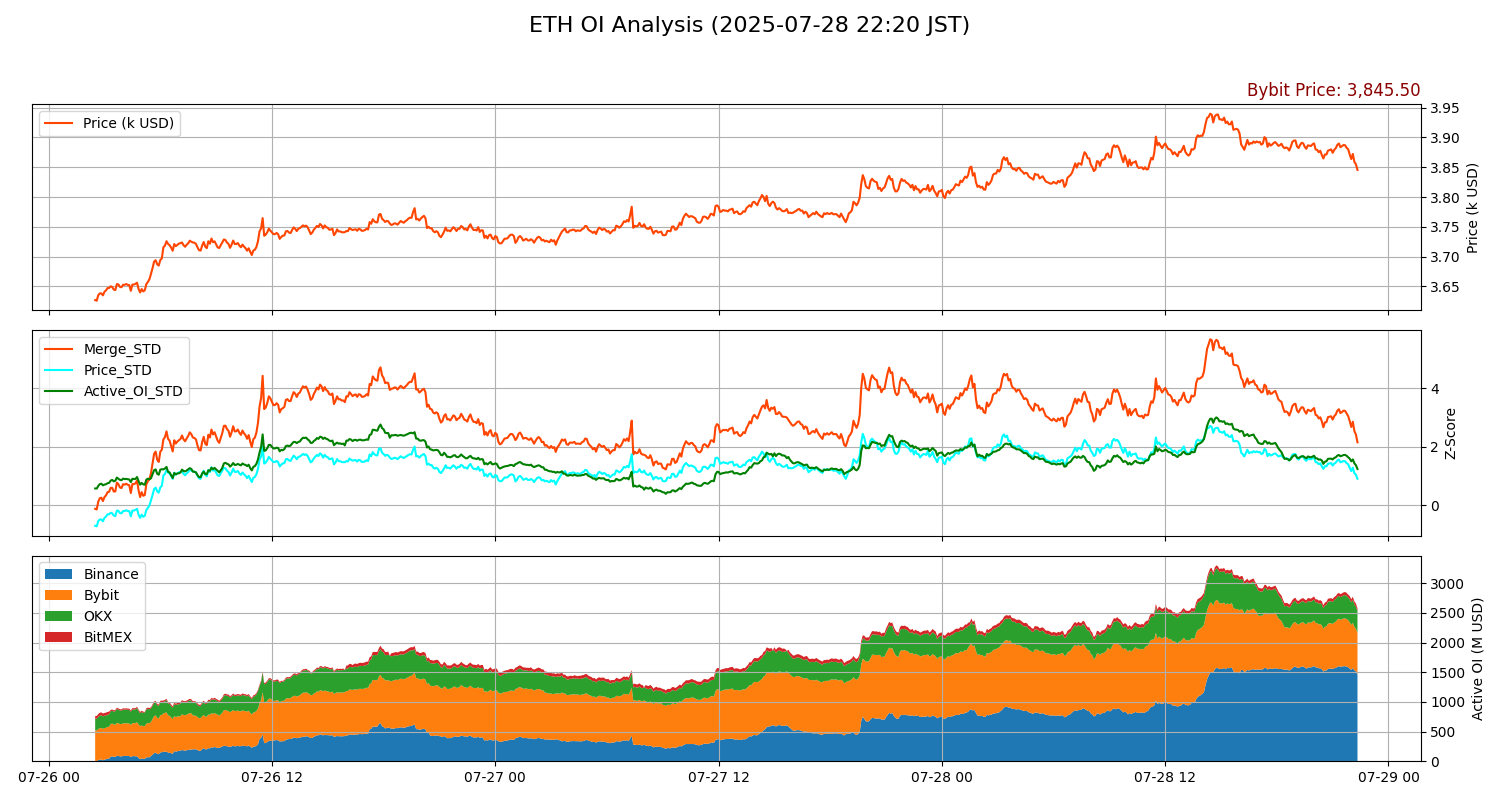 ETH OI Analysis (2025-07-28 22:20 JST)
Bybit Price: 3,845.50
Price (k USD)
3.95
3.90
3.85
3.80
3.75
3.70
3.65
Price (k USD)
Merge_STD
Price_STD
Active_OI_STD
4
2
0
Z-Score
Binance
Bybit
OKX
BitMEX
3000
2500
2000
1500
1000
500
0
Active OI (M USD)
07-26 00
07-26 12
07-27 00
07-27 12
07-28 00
07-28 12
07-29 00